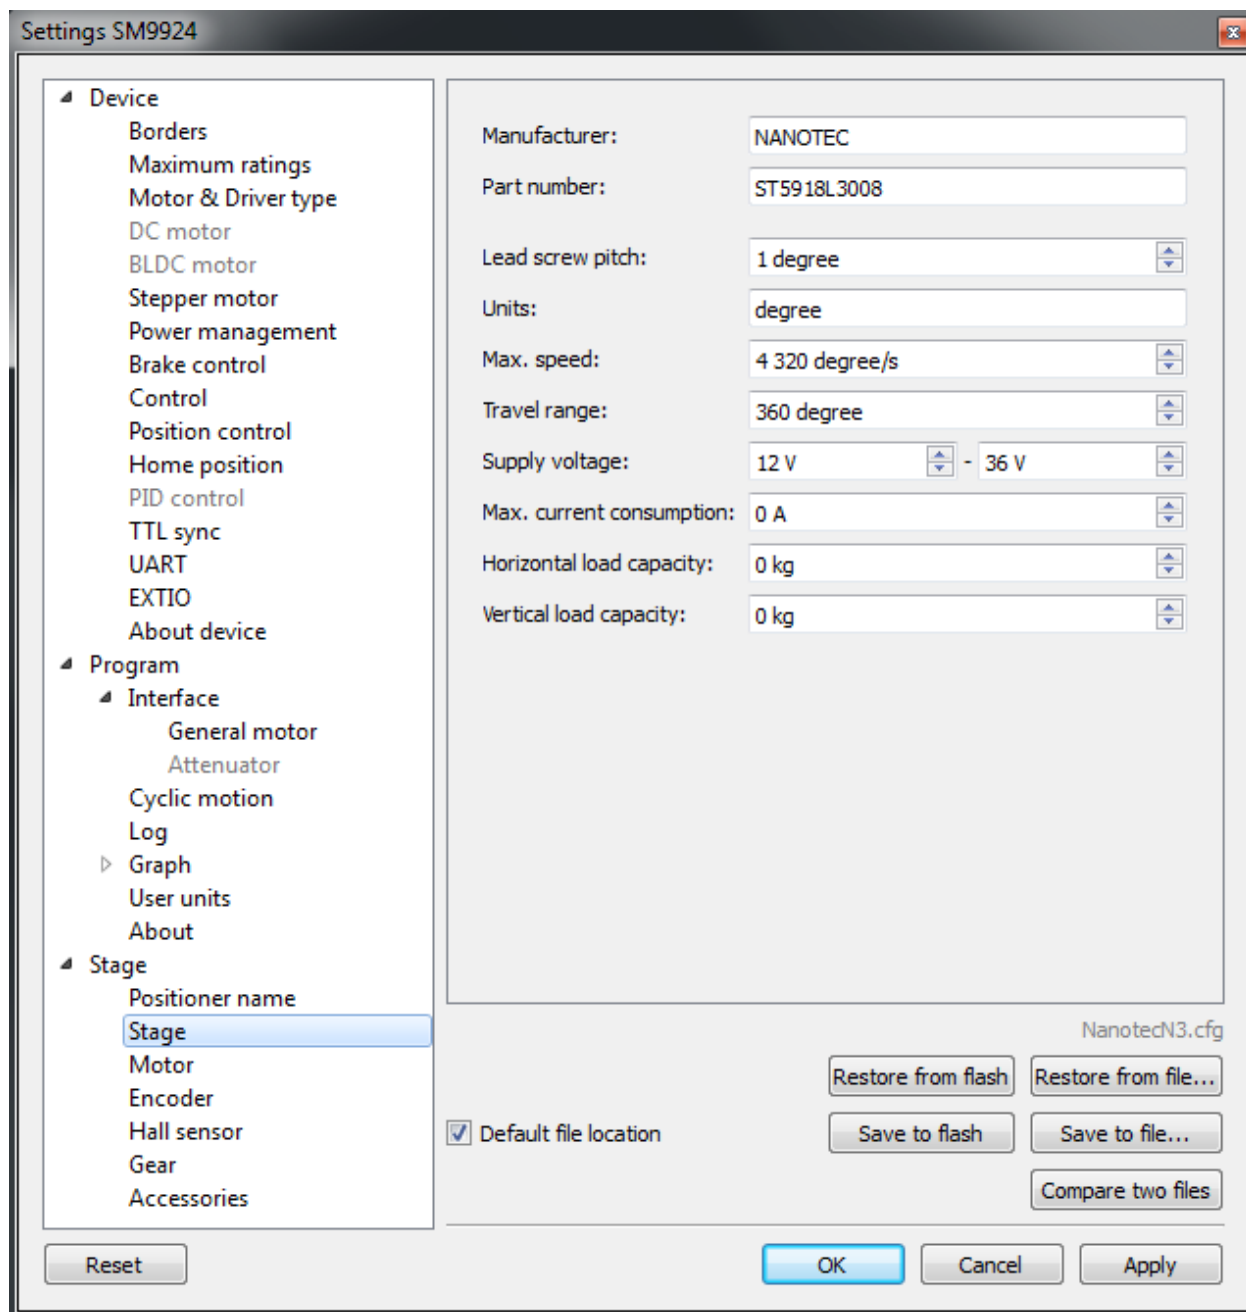 Settings SM9924
Device
Borders
Maximum ratings
Motor & Driver type
DC motor
BLDC motor
Stepper motor
Power management
Brake control
Control
Position control
Home position
PID control
TTL sync
UART
EXTIO
About device
Program
Interface
General motor
Attenuator
Cyclic motion
Log
Graph
User units
About
Stage
Positioner name
Stage
Motor
Encoder
Hall sensor
Gear
Accessories
Manufacturer: NANOTEC
Part number: ST5918L3008
Lead screw pitch: 1 degree
Units: degree
Max. speed: 4 320 degree/s
Travel range: 360 degree
Supply voltage: 12 V - 36 V
Max. current consumption: 0 A
Horizontal load capacity: 0 kg
Vertical load capacity: 0 kg
NanotecN3.cfg
Restore from flash Restore from file...
Default file location Save to flash Save to file...
Compare two files
Reset OK Cancel Apply